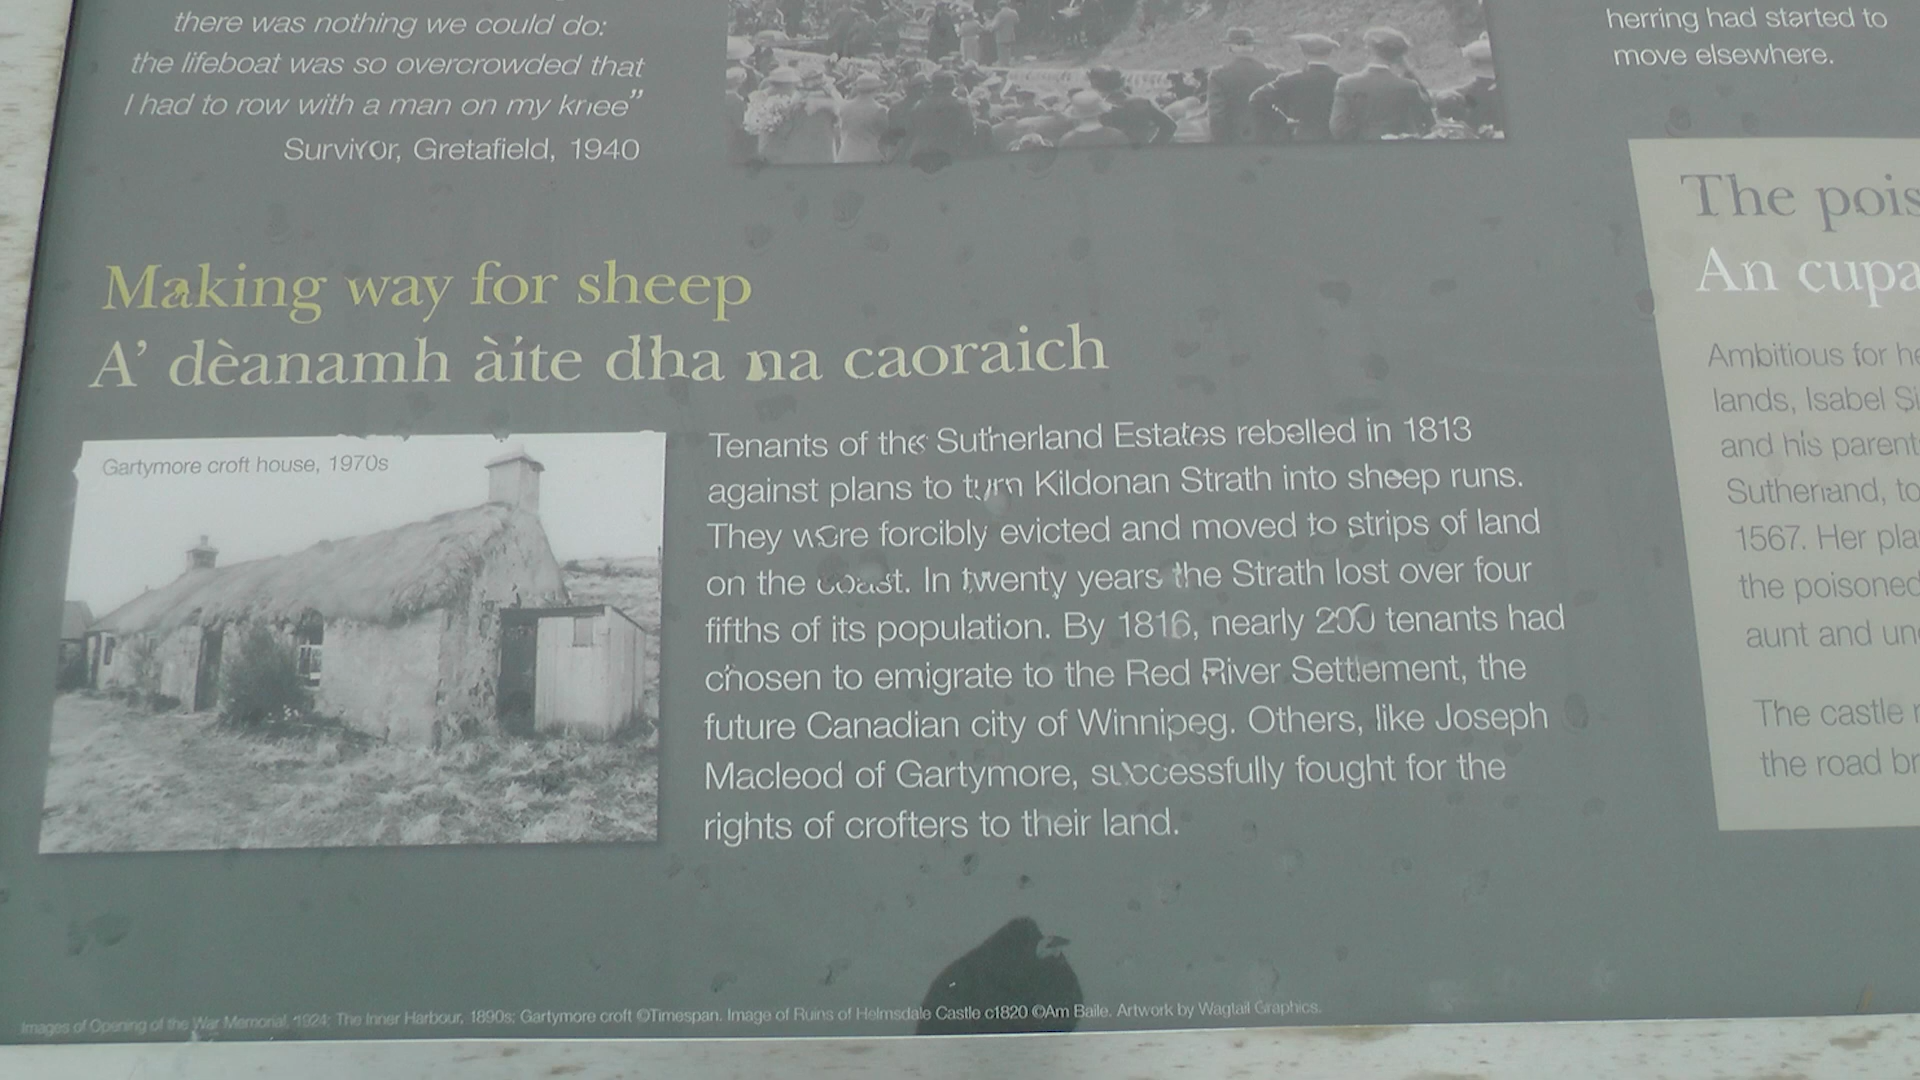 there was nothing we could do:
the lifeboat was so overcrowded that
I had to row with a man on my knee"
Survivor, Gretafield, 1940
herring had started to
move elsewhere.
Making way for sheep
A' dèanamh àite dha na caoraich
Gartymore croft house, 1970s
Tenants of the Sutherland Estates rebelled in 1813
against plans to turn Kildonan Strath into sheep runs.
They were forcibly evicted and moved to strips of land
on the coast. In twenty years the Strath lost over four
fifths of its population. By 1816, nearly 200 tenants had
chosen to emigrate to the Red River Settlement, the
future Canadian city of Winnipeg. Others, like Joseph
Macleod of Gartymore, successfully fought for the
rights of crofters to their land.
The pois
An cupa
Ambitious for he
lands, Isabel Si
and his parent
Sutherland, to
1567. Her pla
the poisoned
aunt and un
The castle
the road br
Images of Opening of the War Memorial, 1924; The Inner Harbour, 1890s; Gartymore croft ©Timespan. Image of Ruins of Helmsdale Castle c1820 ©Am Baile. Artwork by Wagtail Graphics.